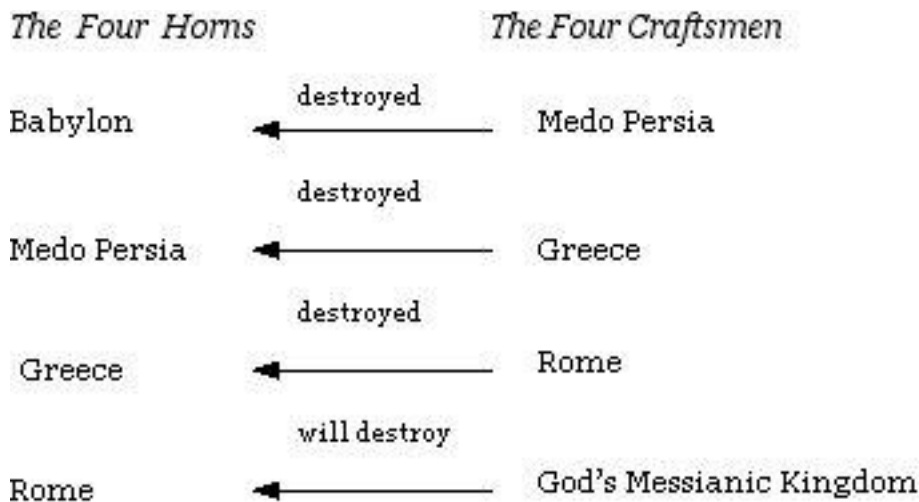 The Four Horns The Four Craftsmen
destroyed
Babylon Medo Persia
destroyed
Medo Persia Greece
destroyed
Greece Rome
will destroy
Rome God's Messianic Kingdom